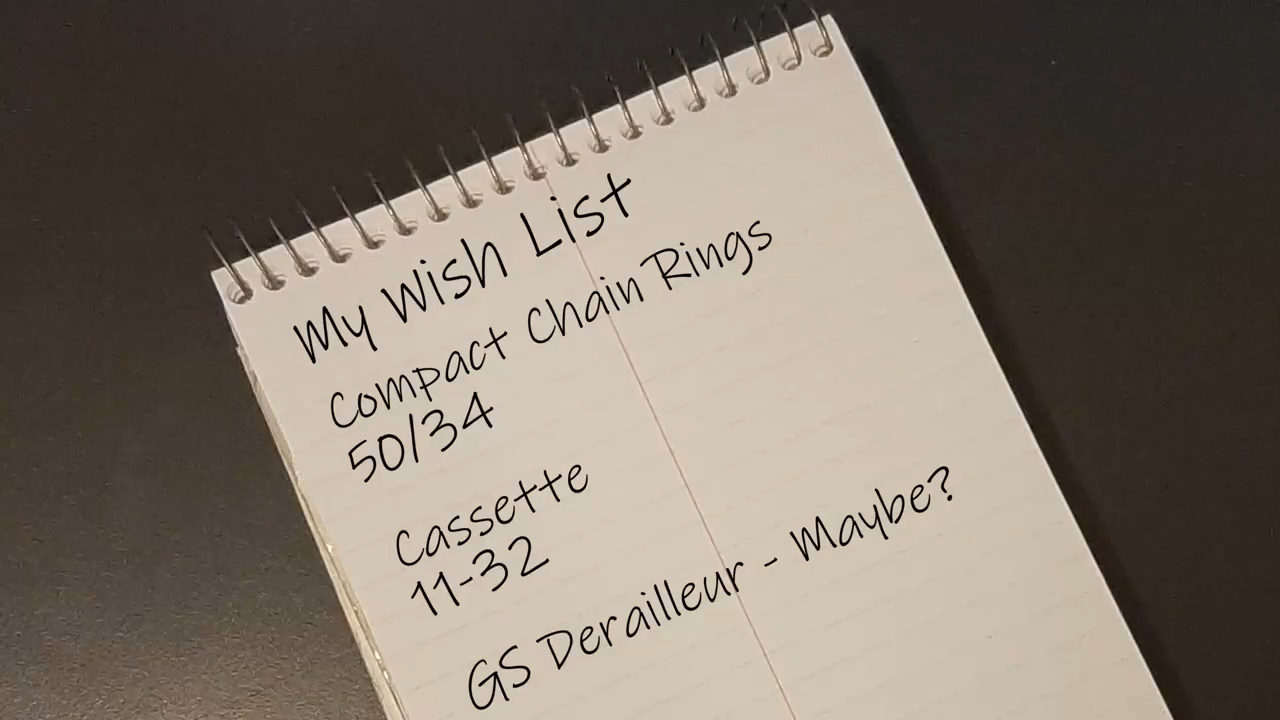 My Wish List
Compact Chain Rings
50/34
Cassette
11-32
GS Derailleur - Maybe?